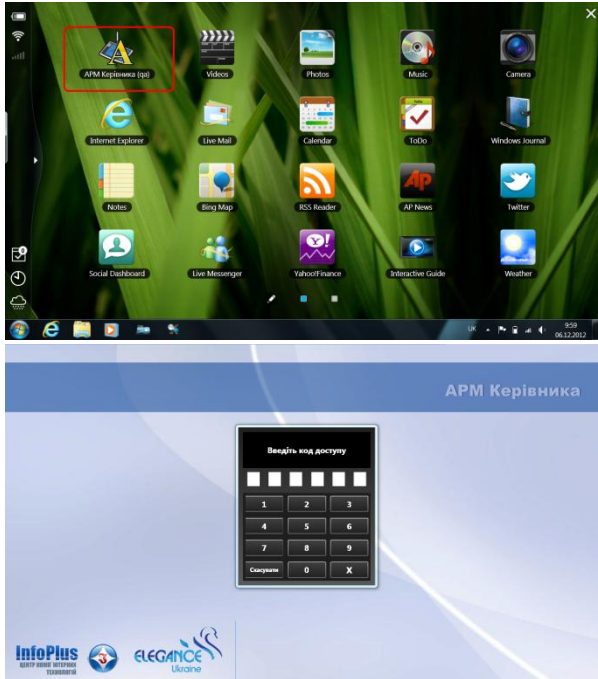 АРМ Керівника (qa)
Videos
Photos
Music
Camera
Internet Explorer
Live Mail
Calendar
ToDo
Windows Journal
Notes
Bing Map
RSS Reader
AP
AP News
Twitter
Social Dashboard
Live Messenger
Y!
Yahoo!Finance
Interactive Guide
Weather
UK
9:59
06.12.2012
АРМ Керівника
Введіть код доступу
1 2 3
4 5 6
7 8 9
Скасувати 0 X
InfoPlus
ELEGANCE
Ukraine